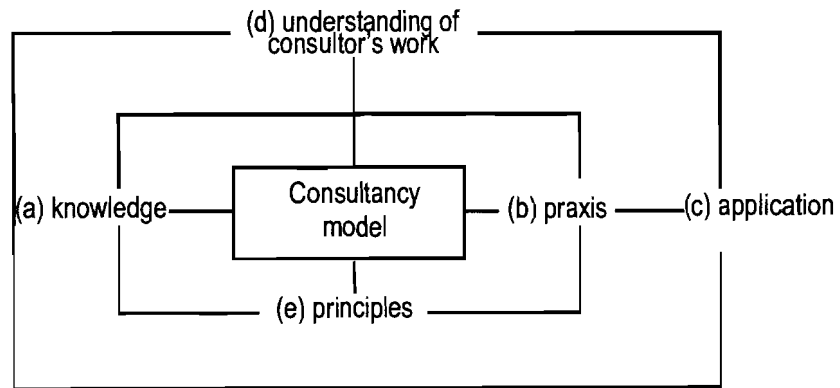 (d) understanding of
consultor's work
Consultancy
model
(a) knowledge
(b) praxis
(c) application
(e) principles